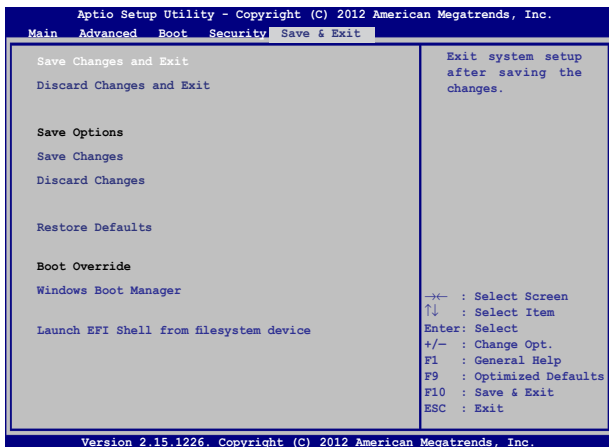 Aptio Setup Utility - Copyright (C) 2012 American Megatrends, Inc.
Main Advanced Boot Security Save & Exit
Save Changes and Exit
Discard Changes and Exit
Save Options
Save Changes
Discard Changes
Restore Defaults
Boot Override
Windows Boot Manager
Launch EFI Shell from filesystem device
Exit system setup
after saving the
changes.
→← : Select Screen
↑↓ : Select Item
Enter: Select
+/— : Change Opt.
F1 : General Help
F9 : Optimized Defaults
F10 : Save & Exit
ESC : Exit
Version 2.15.1226. Copyright (C) 2012 American Megatrends, Inc.